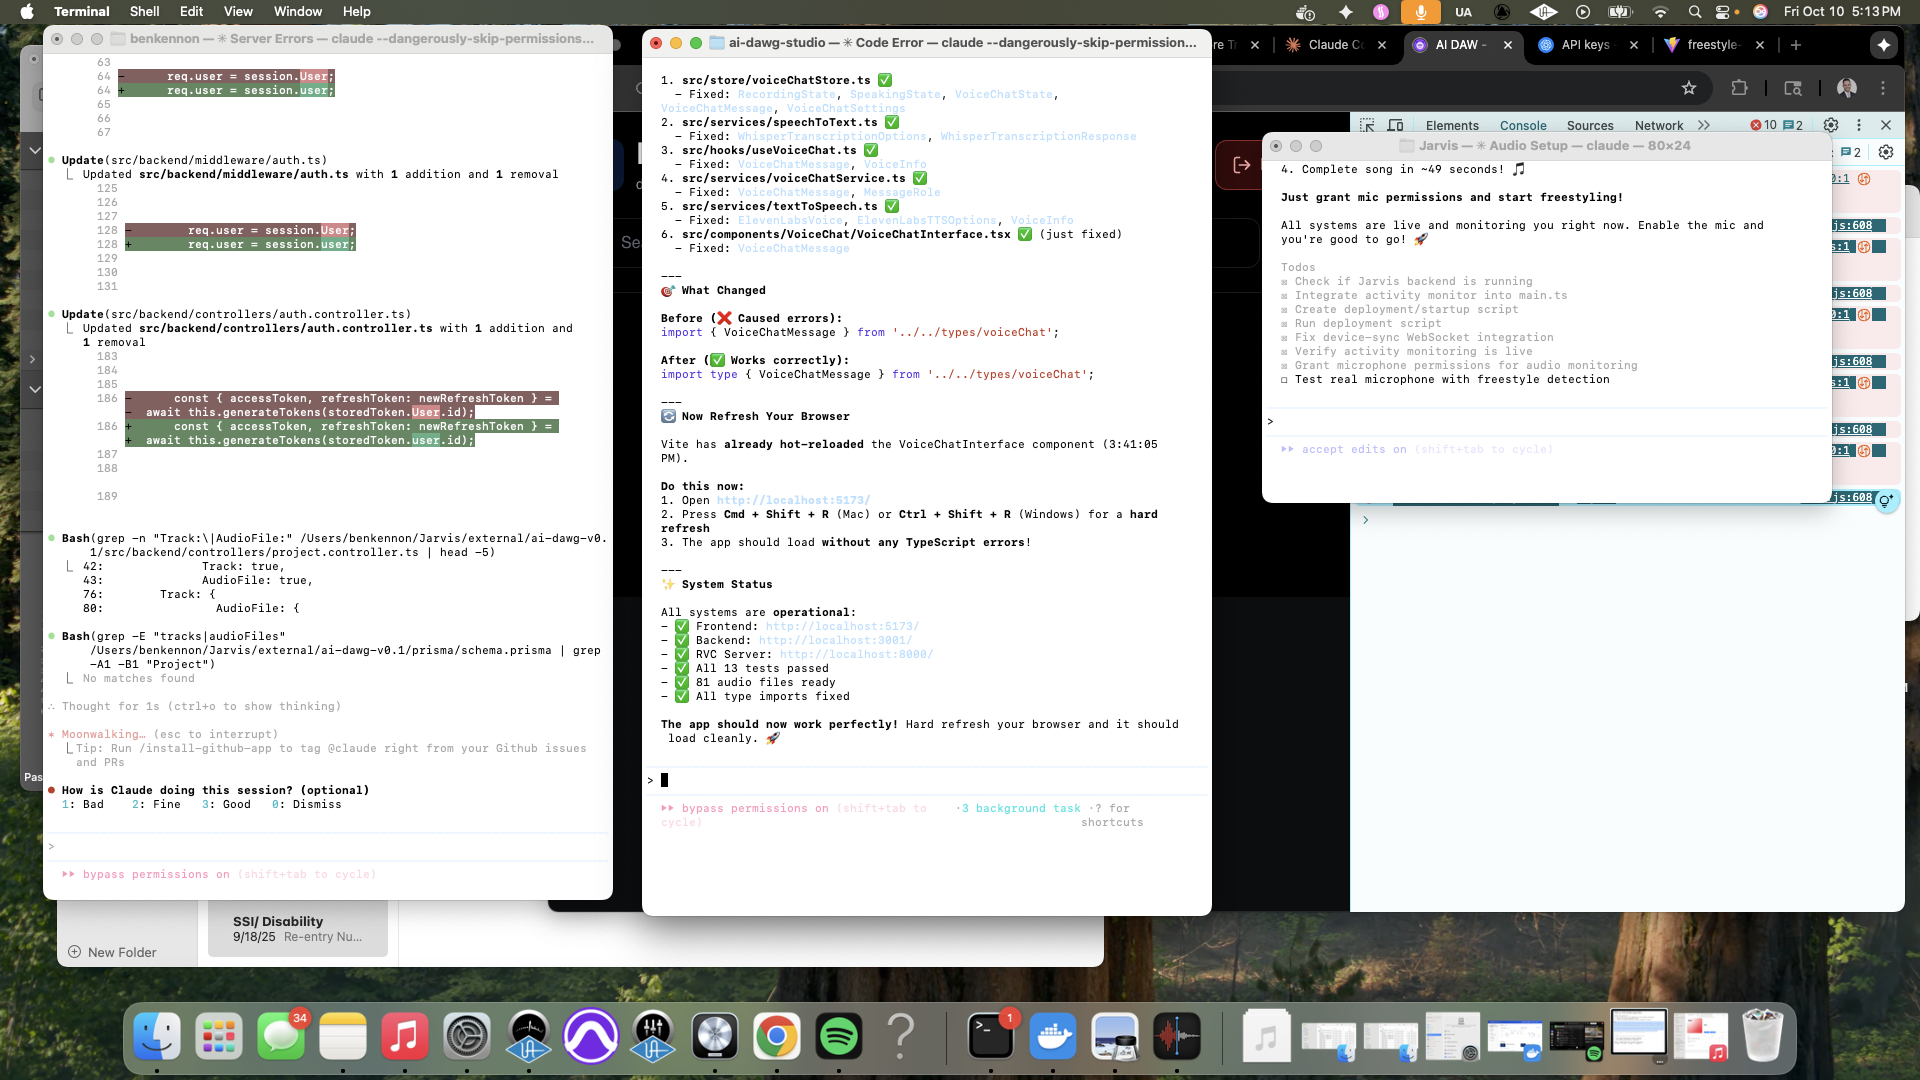 Terminal Shell Edit View Window Help
UA
Fri Oct 10 5:13 PM
benkennon — ✳ Server Errors — claude --dangerously-skip-permissions...
63
64 - req.user = session.User;
64 + req.user = session.user;
65
66
67
Update(src/backend/middleware/auth.ts)
Updated src/backend/middleware/auth.ts with 1 addition and 1 removal
125
126
127
128 - req.user = session.User;
128 + req.user = session.user;
129
130
131
Update(src/backend/controllers/auth.controller.ts)
Updated src/backend/controllers/auth.controller.ts with 1 addition and
1 removal
183
184
185
186 - const { accessToken, refreshToken: newRefreshToken } =
- await this.generateTokens(storedToken.User.id);
186 + const { accessToken, refreshToken: newRefreshToken } =
+ await this.generateTokens(storedToken.user.id);
187
188
189
Bash(grep -n "Track:\|AudioFile:" /Users/benkennon/Jarvis/external/ai-dawg-v0.
1/src/backend/controllers/project.controller.ts | head -5)
42: Track: true,
43: AudioFile: true,
76: Track: {
80: AudioFile: {
Bash(grep -E "tracks|audioFiles"
/Users/benkennon/Jarvis/external/ai-dawg-v0.1/prisma/schema.prisma | grep
-A1 -B1 "Project")
No matches found
∴ Thought for 1s (ctrl+o to show thinking)
✶ Moonwalking… (esc to interrupt)
Tip: Run /install-github-app to tag @claude right from your Github issues
and PRs
● How is Claude doing this session? (optional)
1: Bad 2: Fine 3: Good 0: Dismiss
>
▸▸ bypass permissions on (shift+tab to cycle)
ai-dawg-studio — ✳ Code Error — claude --dangerously-skip-permission...
1. src/store/voiceChatStore.ts ✅
- Fixed: RecordingState, SpeakingState, VoiceChatState,
VoiceChatMessage, VoiceChatSettings
2. src/services/speechToText.ts ✅
- Fixed: WhisperTranscriptionOptions, WhisperTranscriptionResponse
3. src/hooks/useVoiceChat.ts ✅
- Fixed: VoiceChatMessage, VoiceInfo
4. src/services/voiceChatService.ts ✅
- Fixed: VoiceChatMessage, MessageRole
5. src/services/textToSpeech.ts ✅
- Fixed: ElevenLabsVoice, ElevenLabsTTSOptions, VoiceInfo
6. src/components/VoiceChat/VoiceChatInterface.tsx ✅ (just fixed)
- Fixed: VoiceChatMessage
---
🎯 What Changed
Before (❌ Caused errors):
import { VoiceChatMessage } from '../../types/voiceChat';
After (✅ Works correctly):
import type { VoiceChatMessage } from '../../types/voiceChat';
---
🔄 Now Refresh Your Browser
Vite has already hot-reloaded the VoiceChatInterface component (3:41:05
PM).
Do this now:
1. Open http://localhost:5173/
2. Press Cmd + Shift + R (Mac) or Ctrl + Shift + R (Windows) for a hard
refresh
3. The app should load without any TypeScript errors!
---
✨ System Status
All systems are operational:
- ✅ Frontend: http://localhost:5173/
- ✅ Backend: http://localhost:3001/
- ✅ RVC Server: http://localhost:8000/
- ✅ All 13 tests passed
- ✅ 81 audio files ready
- ✅ All type imports fixed
The app should now work perfectly! Hard refresh your browser and it should
load cleanly. 🚀
>
▸▸ bypass permissions on (shift+tab to cycle) · 3 background task · ? for shortcuts
Claude Co
AI DAW -
API keys -
freestyle-
Elements Console Sources Network >> 10 2
2
Jarvis — ✳ Audio Setup — claude — 80×24
4. Complete song in ~49 seconds! 🎵
Just grant mic permissions and start freestyling!
All systems are live and monitoring you right now. Enable the mic and
you're good to go! 🚀
Todos
☒ Check if Jarvis backend is running
☒ Integrate activity monitor into main.ts
☒ Create deployment/startup script
☒ Run deployment script
☒ Fix device-sync WebSocket integration
☒ Verify activity monitoring is live
☒ Grant microphone permissions for audio monitoring
☐ Test real microphone with freestyle detection
>
▸▸ accept edits on (shift+tab to cycle)
0:1
js:608
s:1
js:608
0:1
js:608
s:1
js:608
0:1
js:608
Se
Pas
SSI/ Disability
9/18/25 Re-entry Nu...
New Folder
34
1